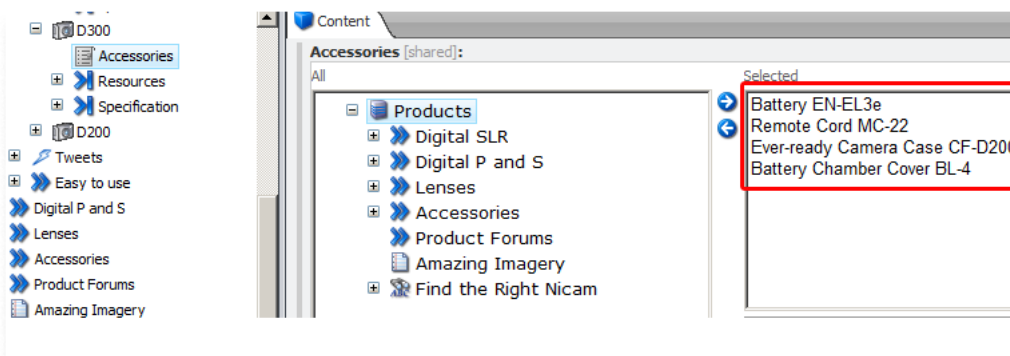 D300
Accessories
Resources
Specification
D200
Tweets
Easy to use
Digital P and S
Lenses
Accessories
Product Forums
Amazing Imagery
Content
Accessories [shared]:
All
Products
Digital SLR
Digital P and S
Lenses
Accessories
Product Forums
Amazing Imagery
Find the Right Nicam
Selected
Battery EN-EL3e
Remote Cord MC-22
Ever-ready Camera Case CF-D200
Battery Chamber Cover BL-4